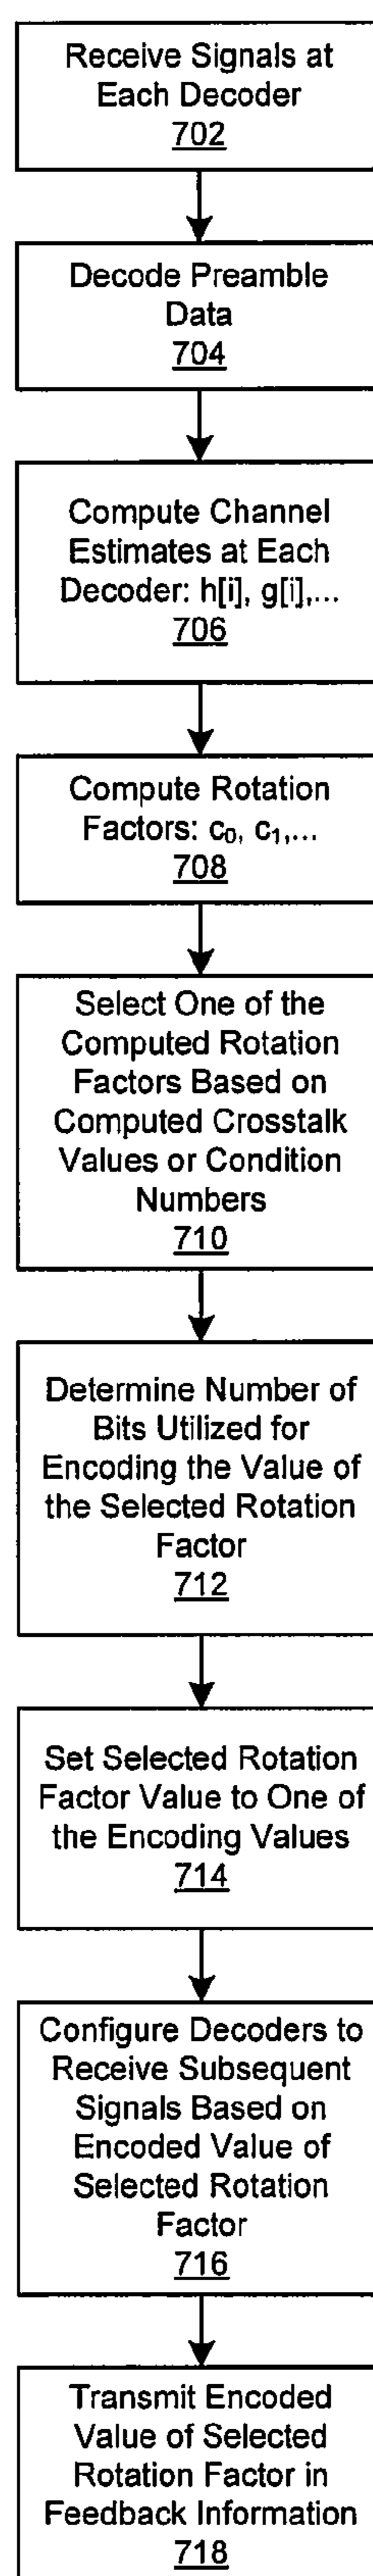 Receive Signals at
Each Decoder
702
Decode Preamble
Data
704
Compute Channel
Estimates at Each
Decoder: h[i], g[i],...
706
Compute Rotation
Factors: c₀, c₁,...
708
Select One of the
Computed Rotation
Factors Based on
Computed Crosstalk
Values or Condition
Numbers
710
Determine Number of
Bits Utilized for
Encoding the Value of
the Selected Rotation
Factor
712
Set Selected Rotation
Factor Value to One of
the Encoding Values
714
Configure Decoders to
Receive Subsequent
Signals Based on
Encoded Value of
Selected Rotation
Factor
716
Transmit Encoded
Value of Selected
Rotation Factor in
Feedback Information
718